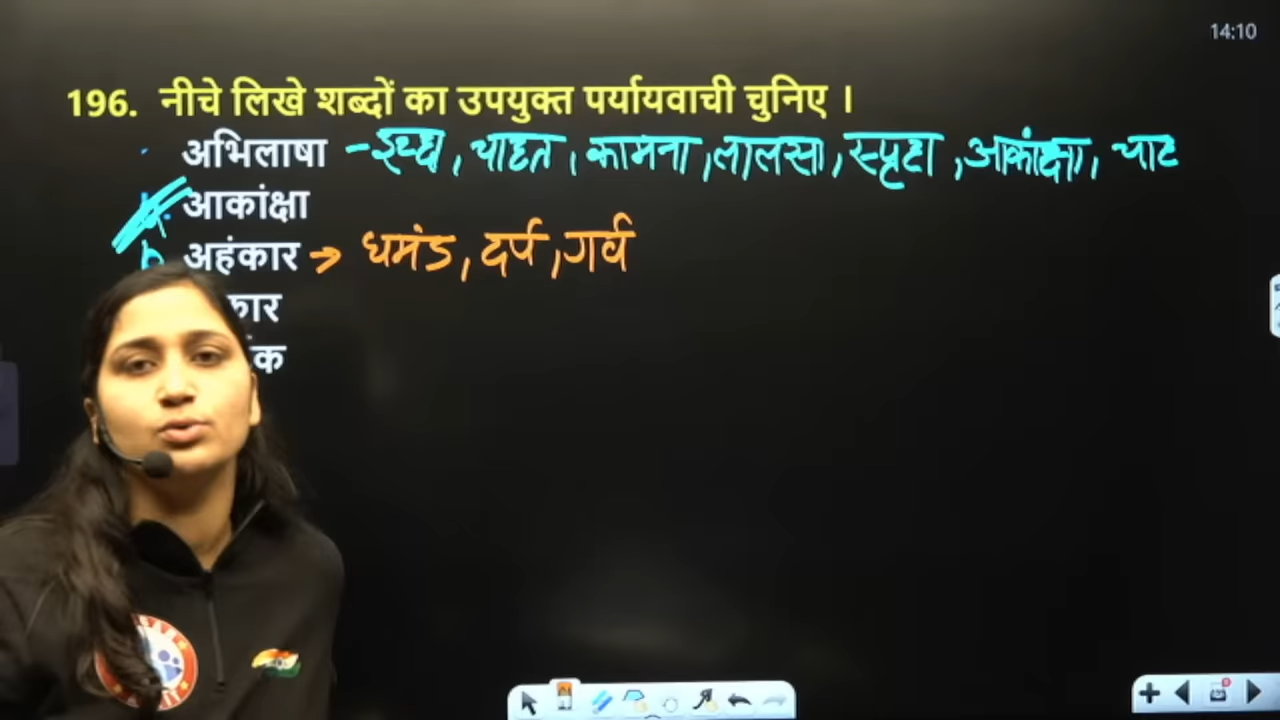 14:10
196. नीचे लिखे शब्दों का उपयुक्त पर्यायवाची चुनिए ।
अभिलाषा - इच्छा, चाहत, कामना, लालसा, स्पृहा, आकांक्षा, चाह
a. आकांक्षा
b अहंकार → घमंड, दर्प, गर्व